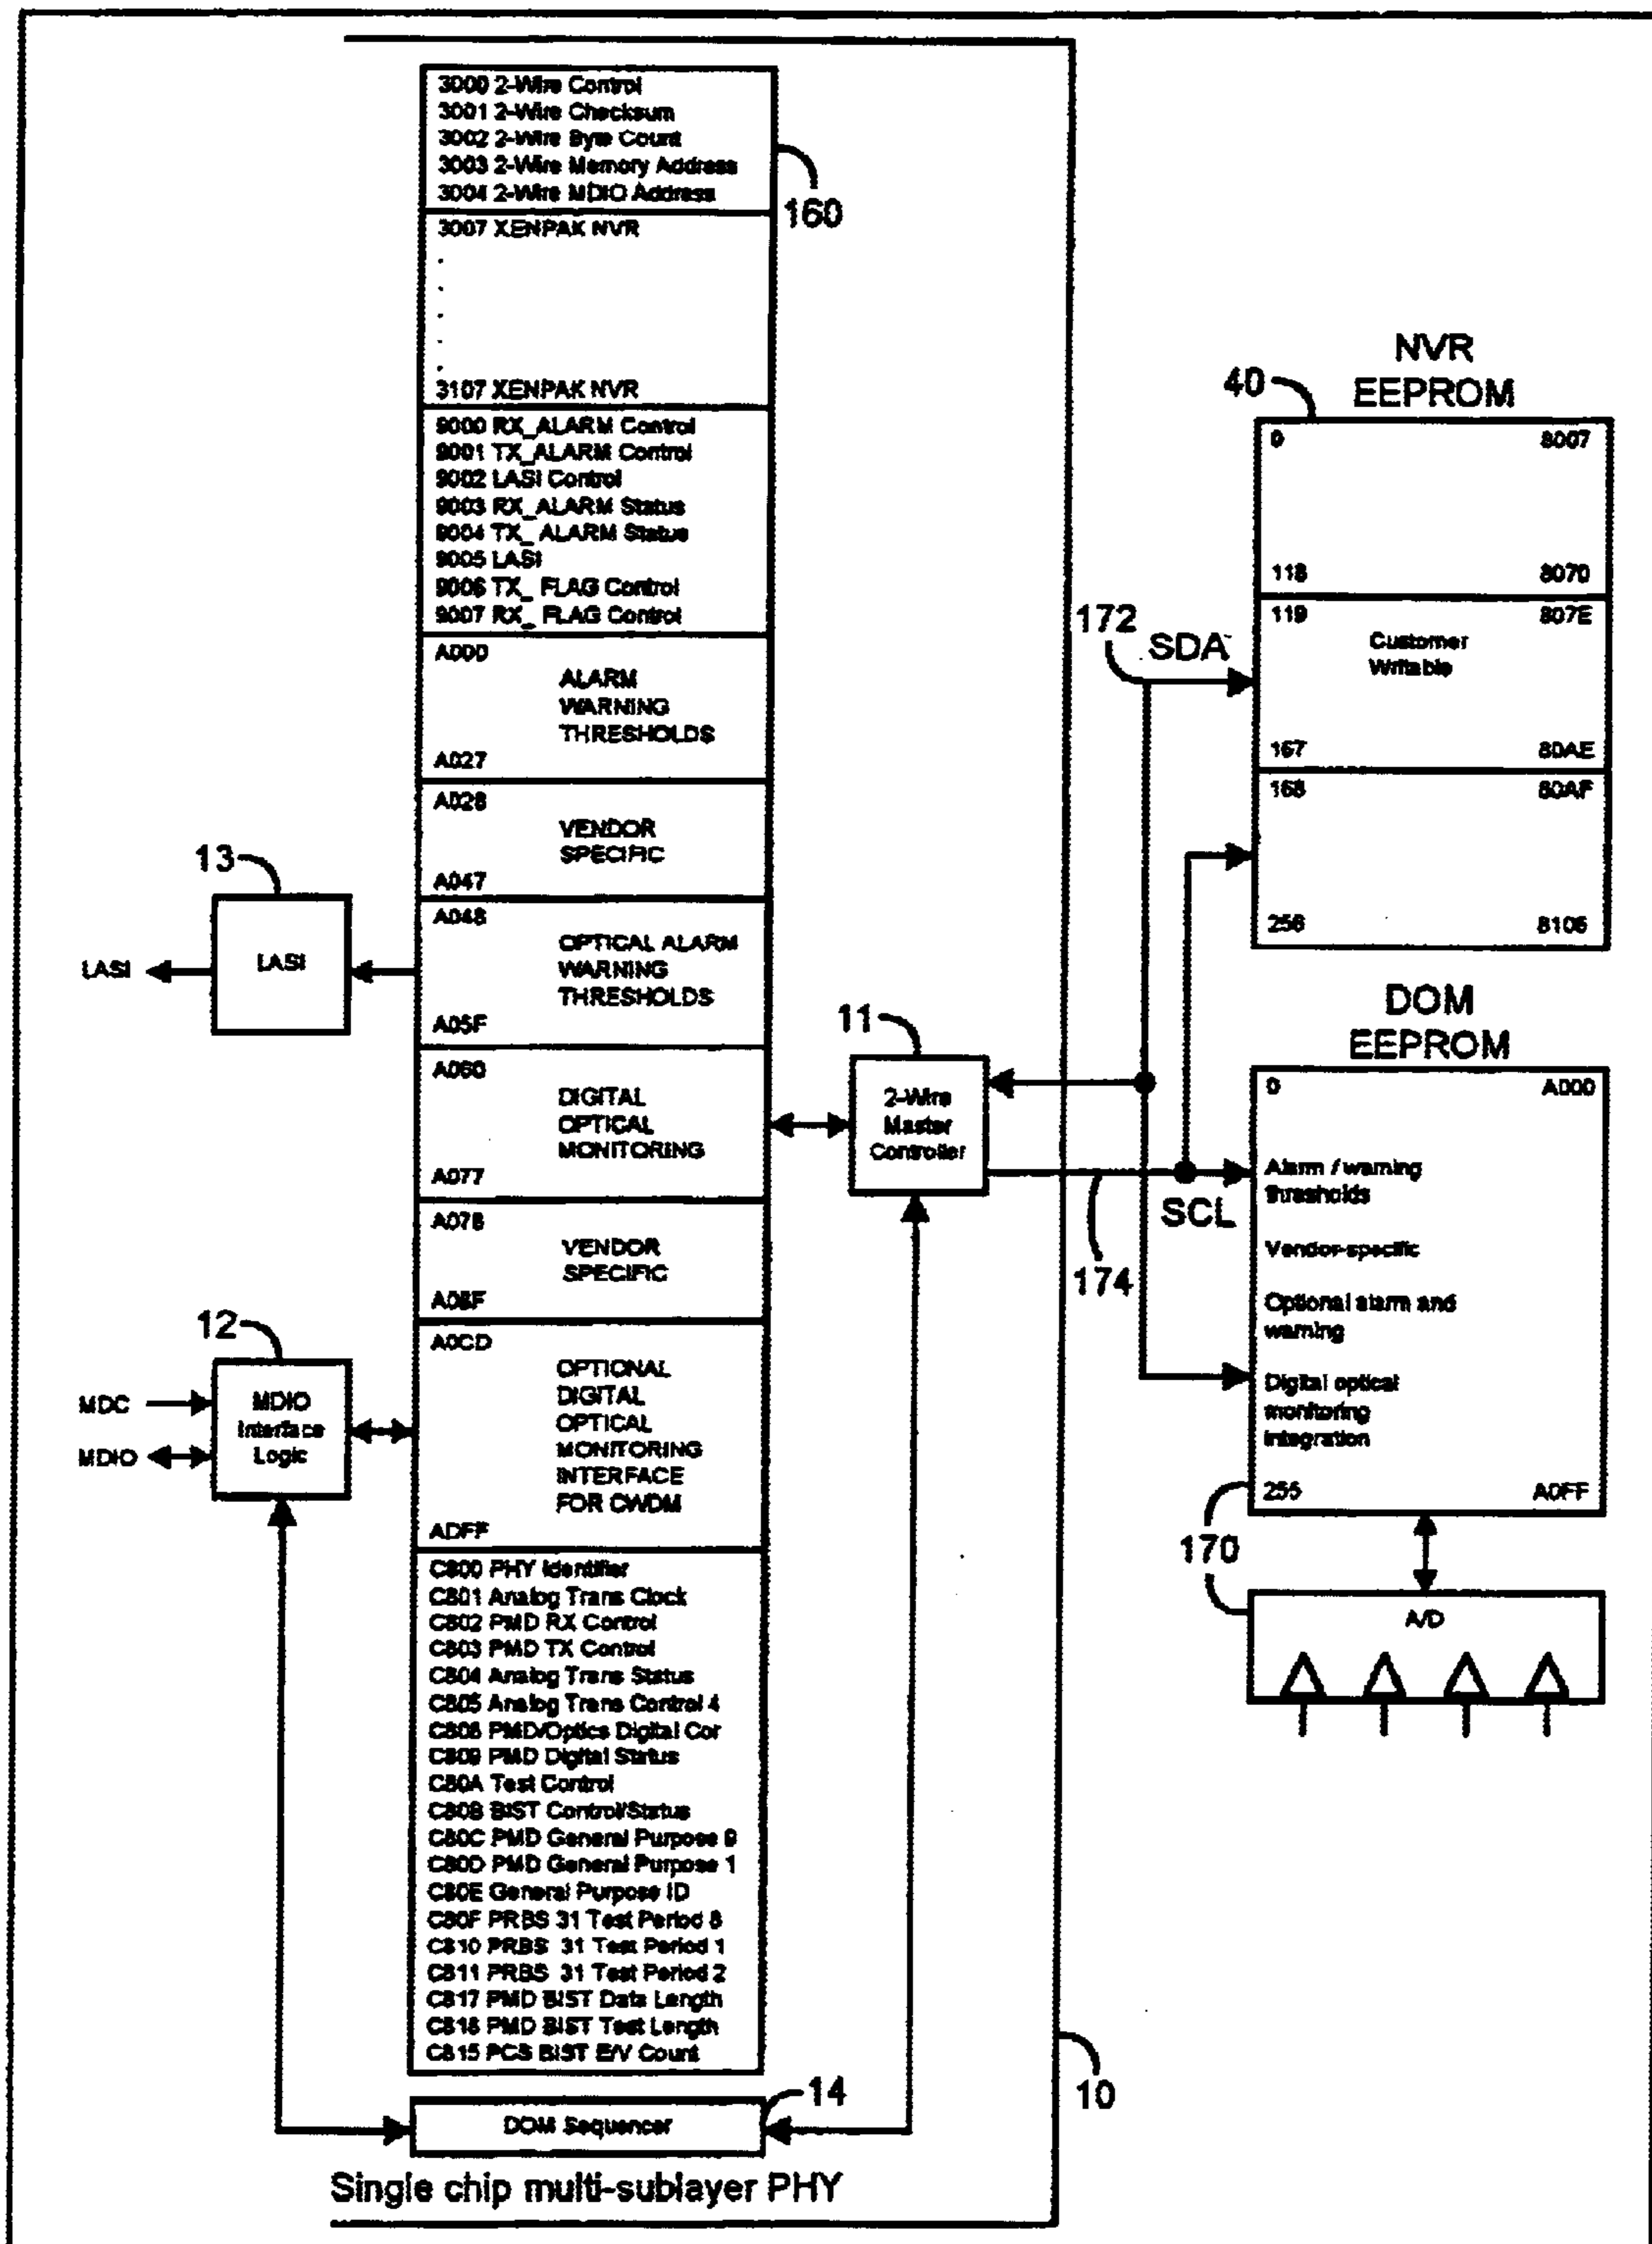 3000 2-Wire Control
3001 2-Wire Checksum
3002 2-Wire Byte Count
3003 2-Wire Memory Address
3004 2-Wire MDIO Address
160
3007 XENPAK NVR
.
.
.
.
.
3107 XENPAK NVR
9000 RX_ALARM Control
9001 TX_ALARM Control
9002 LASI Control
9003 RX_ALARM Status
9004 TX_ ALARM Status
9005 LASI
9006 TX_ FLAG Control
9007 RX_ FLAG Control
A000
ALARM
WARNING
THRESHOLDS
A027
A028
VENDOR
SPECIFIC
A047
A048
OPTICAL ALARM
WARNING
THRESHOLDS
A05F
A060
DIGITAL
OPTICAL
MONITORING
A077
A078
VENDOR
SPECIFIC
A0CD
OPTIONAL
DIGITAL
OPTICAL
MONITORING
INTERFACE
FOR CWDM
ADFF
C800 PHY Identifier
C801 Analog Trans Clock
C802 PMD RX Control
C803 PMD TX Control
C804 Analog Trans Status
C805 Analog Trans Control 4
C808 PMD/Optics Digital Cor
C809 PMD Digital Status
C80A Test Control
C80B BIST Control/Status
C80C PMD General Purpose
C80D PMD General Purpose 1
C80E General Purpose ID
C80F PRBS 31 Test Period
C810 PRBS 31 Test Period 1
C811 PRBS 31 Test Period 2
C817 PMD BIST Data Length
C818 PMD BIST Test Length
C815 PCS BIST E/V Count
14
DOM Sequencer
Single chip multi-sublayer PHY
10
13
LASI
LASI
12
MDC
MDIO
MDIO
Interface
Logic
11
2-Wire
Master
Controller
172
SDA
SCL
174
NVR
EEPROM
40
0 8007
118 8070
119 807E
Customer
Writable
167 80AE
168 80AF
256 8106
DOM
EEPROM
0 A000
Alarm / warning
thresholds
Vendor-specific
Optional alarm and
warning
Digital optical
monitoring
integration
255 A0FF
170
A/D